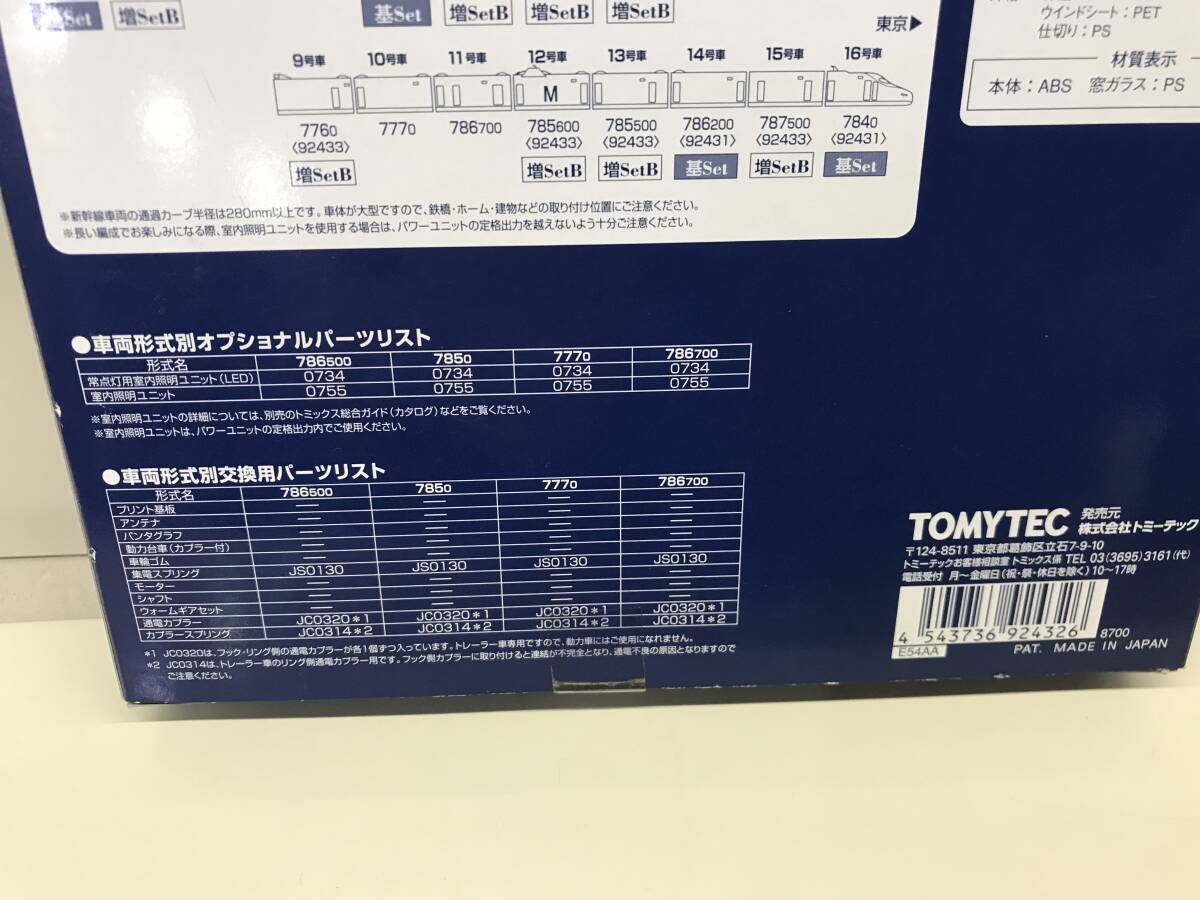 基Set 増SetB 基Set 増SetB 増SetB 増SetB
東京▶
9号車 10号車 11号車 12号車 13号車 14号車 15号車 16号車
M
7760 7770 786700 785600 785500 786200 787500 7840
〈92433〉 〈92433〉 〈92433〉 〈92431〉 〈92433〉 〈92431〉
増SetB 増SetB 増SetB 基Set 増SetB 基Set
※新幹線車両の通過カーブ半径は280mm以上です。車体が大型ですので、鉄橋・ホーム・建物などの取り付け位置にご注意ください。
※長い編成でお楽しみになる際、室内照明ユニットを使用する場合は、パワーユニットの定格出力を越えないよう十分ご注意ください。
ウインドシート：PET
仕切り：PS
材質表示
本体：ABS 窓ガラス：PS
●車両形式別オプショナルパーツリスト
形式名 786500 7850 7770 786700
常点灯用室内照明ユニット（LED） 0734 0734 0734 0734
室内照明ユニット 0755 0755 0755 0755
※室内照明ユニットの詳細については、別売のトミックス総合ガイド（カタログ）などをご覧ください。
※室内照明ユニットは、パワーユニットの定格出力内でご使用ください。
●車両形式別交換用パーツリスト
形式名 786500 7850 7770 786700
プリント基板 — — — —
アンテナ — — — —
パンタグラフ — — — —
動力台車（カプラー付） — — — —
車輪ゴム — — — —
集電スプリング JS0130 JS0130 JS0130 JS0130
モーター — — — —
シャフト — — — —
ウォームギアセット — — — —
通電カプラー JC0320＊1 JC0320＊1 JC0320＊1 JC0320＊1
カプラースプリング JC0314＊2 JC0314＊2 JC0314＊2 JC0314＊2
＊1 JC0320は、フック・リング側の通電カプラーが各1個ずつ入っています。トレーラー車専用ですので、動力車にはご使用になれません。
＊2 JC0314は、トレーラー車のリング側通電カプラー用です。フック側カプラーに取り付けると連結が不完全となり、通電不良の原因となりますので
ご注意ください。
TOMYTEC 発売元
株式会社トミーテック
〒124-8511 東京都葛飾区立石7-9-10
トミーテックお客様相談室 トミックス係 TEL 03（3695）3161（代）
電話受付 月〜金曜日（祝・祭・休日を除く）10〜17時
4 543736 924326 8700
E54AA PAT. MADE IN JAPAN